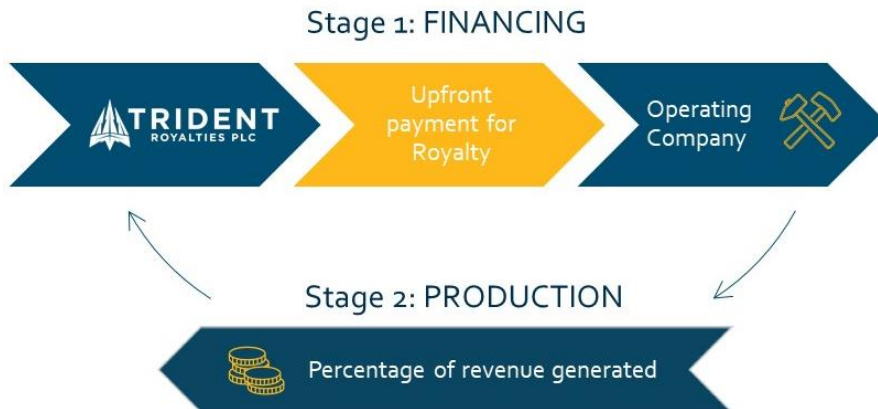 Stage 1: FINANCING
TRIDENT
ROYALTIES PLC
Upfront
payment for
Royalty
Operating
Company
Stage 2: PRODUCTION
Percentage of revenue generated